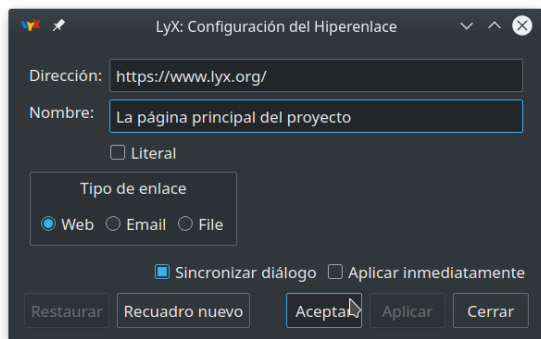 LyX: Configuración del Hiperenlace
Dirección: https://www.lyx.org/
Nombre: La página principal del proyecto
Literal
Tipo de enlace
Web Email File
Sincronizar diálogo Aplicar inmediatamente
Restaurar Recuadro nuevo Aceptar Aplicar Cerrar